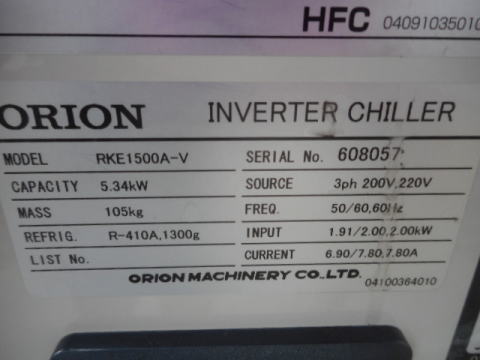 HFC 04091035010
ORION INVERTER CHILLER
MODEL RKE1500A-V SERIAL No. 608057
CAPACITY 5.34kW SOURCE 3ph 200V,220V
MASS 105kg FREQ. 50/60,60Hz
REFRIG. R-410A,1300g INPUT 1.91/2.00,2.00kW
LIST No. CURRENT 6.90/7.80,7.80A
ORION MACHINERY CO.,LTD.
04100364010